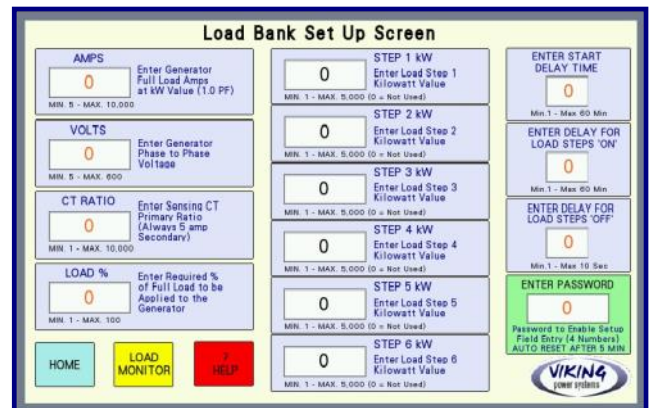 Load Bank Set Up Screen
AMPS
0
Enter Generator
Full Load Amps
at kW Value (1.0 PF)
MIN. 5 - MAX. 10,000
VOLTS
0
Enter Generator
Phase to Phase
Voltage
MIN. 5 - MAX. 600
CT RATIO
0
Enter Sensing CT
Primary Ratio
(Always 5 amp
Secondary)
MIN. 1 - MAX. 10,000
LOAD %
0
Enter Required %
of Full Load to be
Applied to the
Generator
MIN. 1 - MAX. 100
HOME
LOAD
MONITOR
?
HELP
STEP 1 kW
0
Enter Load Step 1
Kilowatt Value
MIN. 1 - MAX. 5,000 (0 = Not Used)
STEP 2 kW
0
Enter Load Step 2
Kilowatt Value
MIN. 1 - MAX. 5,000 (0 = Not Used)
STEP 3 kW
0
Enter Load Step 3
Kilowatt Value
MIN. 1 - MAX. 5,000 (0 = Not Used)
STEP 4 kW
0
Enter Load Step 4
Kilowatt Value
MIN. 1 - MAX. 5,000 (0 = Not Used)
STEP 5 kW
0
Enter Load Step 5
Kilowatt Value
MIN. 1 - MAX. 5,000 (0 = Not Used)
STEP 6 kW
0
Enter Load Step 6
Kilowatt Value
MIN. 1 - MAX. 5,000 (0 = Not Used)
ENTER START
DELAY TIME
0
Min.1 - Max 60 Min
ENTER DELAY FOR
LOAD STEPS 'ON'
0
Min.1 - Max 60 Min
ENTER DELAY FOR
LOAD STEPS 'OFF'
0
Min.1 - Max 10 Sec
ENTER PASSWORD
0
Password to Enable Setup
Field Entry (4 Numbers)
AUTO RESET AFTER 5 MIN
VIKING
power systems